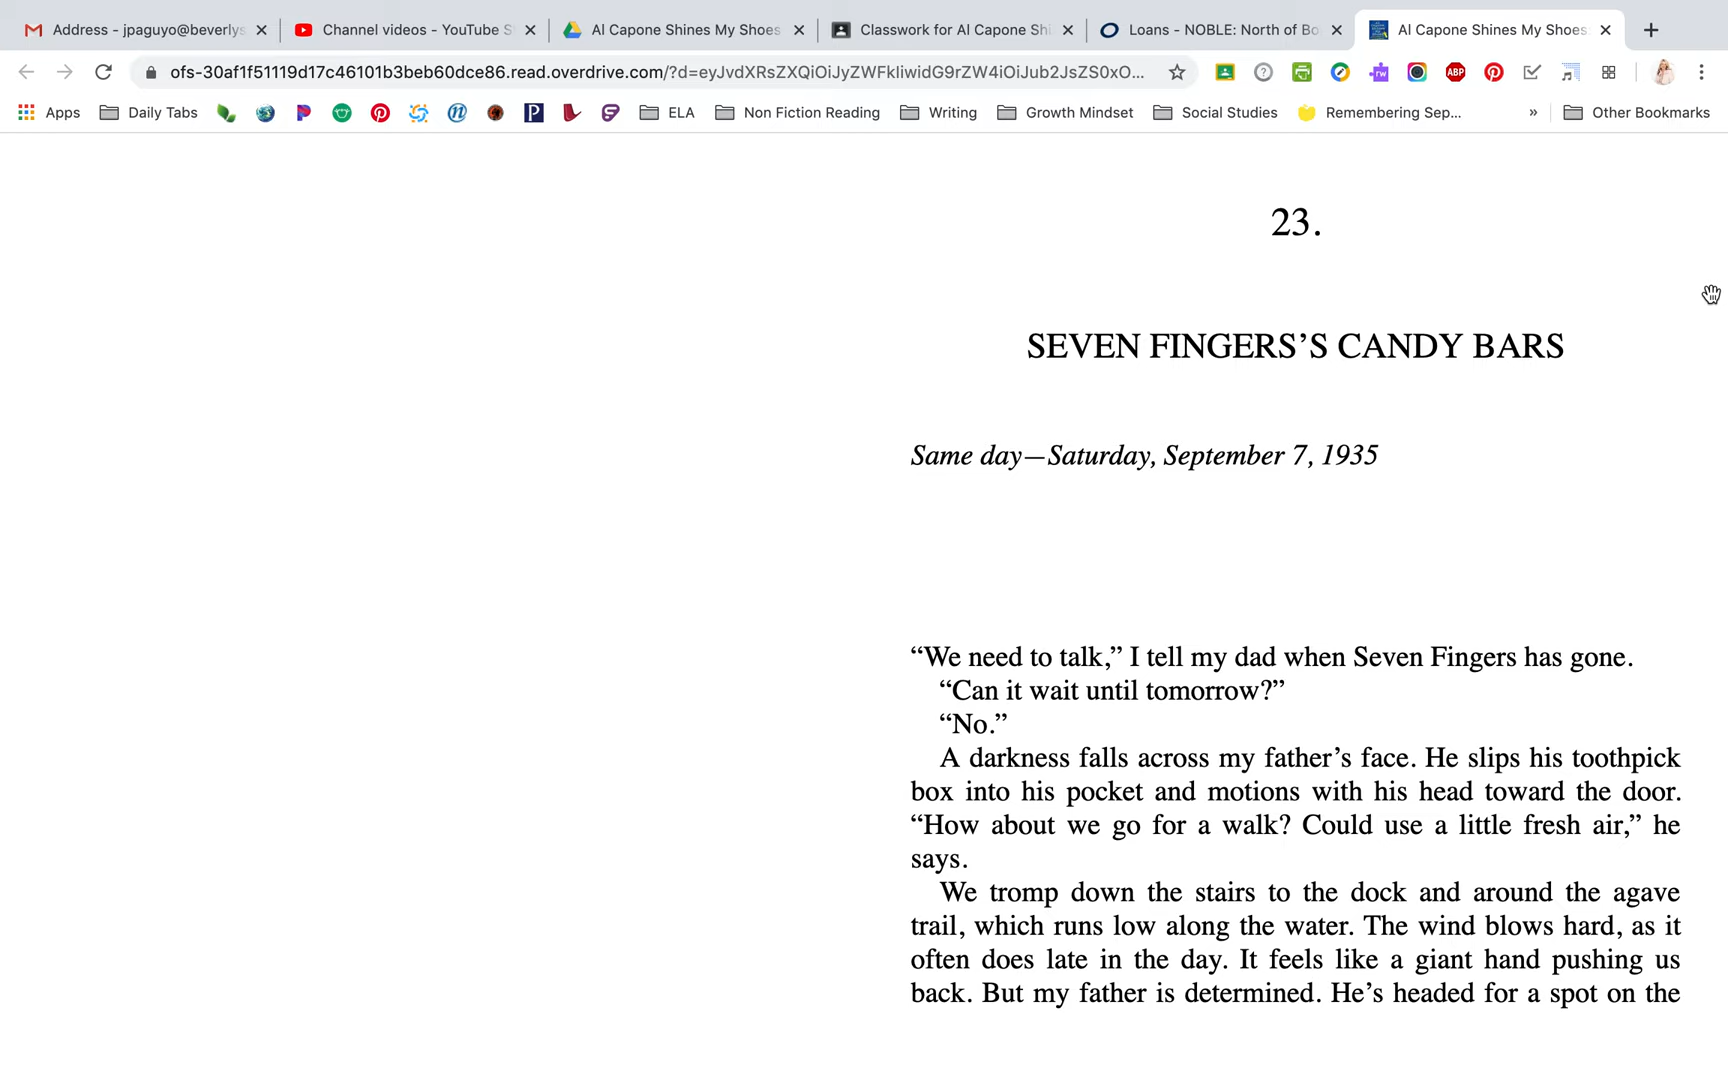 Address - jpaguyo@beverlys
Channel videos - YouTube S
Al Capone Shines My Shoes
Classwork for Al Capone Shi
Loans - NOBLE: North of Bo
Al Capone Shines My Shoes
ofs-30af1f51119d17c46101b3beb60dce86.read.overdrive.com/?d=eyJvdXRsZXQiOiJyZWFkIiwidG9rZW4iOiJub2JsZS0xO...
Apps
Daily Tabs
ELA
Non Fiction Reading
Writing
Growth Mindset
Social Studies
Remembering Sep...
»
Other Bookmarks
23.
SEVEN FINGERS’S CANDY BARS
Same day—Saturday, September 7, 1935
“We need to talk,” I tell my dad when Seven Fingers has gone.
“Can it wait until tomorrow?”
“No.”
A darkness falls across my father’s face. He slips his toothpick
box into his pocket and motions with his head toward the door.
“How about we go for a walk? Could use a little fresh air,” he
says.
We tromp down the stairs to the dock and around the agave
trail, which runs low along the water. The wind blows hard, as it
often does late in the day. It feels like a giant hand pushing us
back. But my father is determined. He’s headed for a spot on the